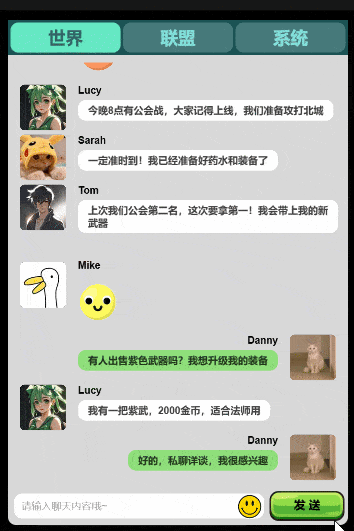 世界 联盟 系统
Lucy
今晚8点有公会战，大家记得上线，我们准备攻打北城
Sarah
一定准时到！我已经准备好药水和装备了
Tom
上次我们公会第二名，这次要拿第一！我会带上我的新
武器
Mike
Danny
有人出售紫色武器吗？我想升级我的装备
Lucy
我有一把紫武，2000金币，适合法师用
Danny
好的，私聊详谈，我很感兴趣
请输入聊天内容哦~ 发送